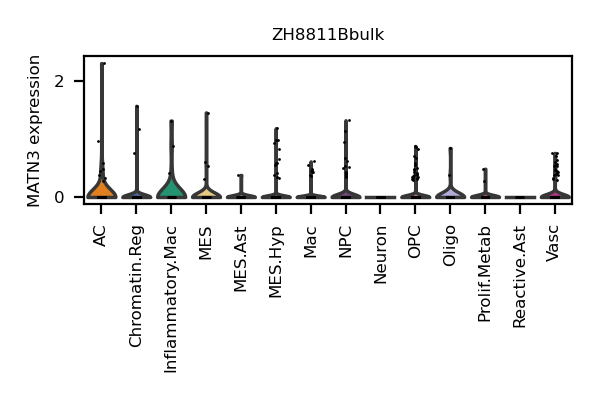 ZH8811Bbulk
MATN3 expression
2
0
AC
Chromatin.Reg
Inflammatory.Mac
MES
MES.Ast
MES.Hyp
Mac
NPC
Neuron
OPC
Oligo
Prolif.Metab
Reactive.Ast
Vasc